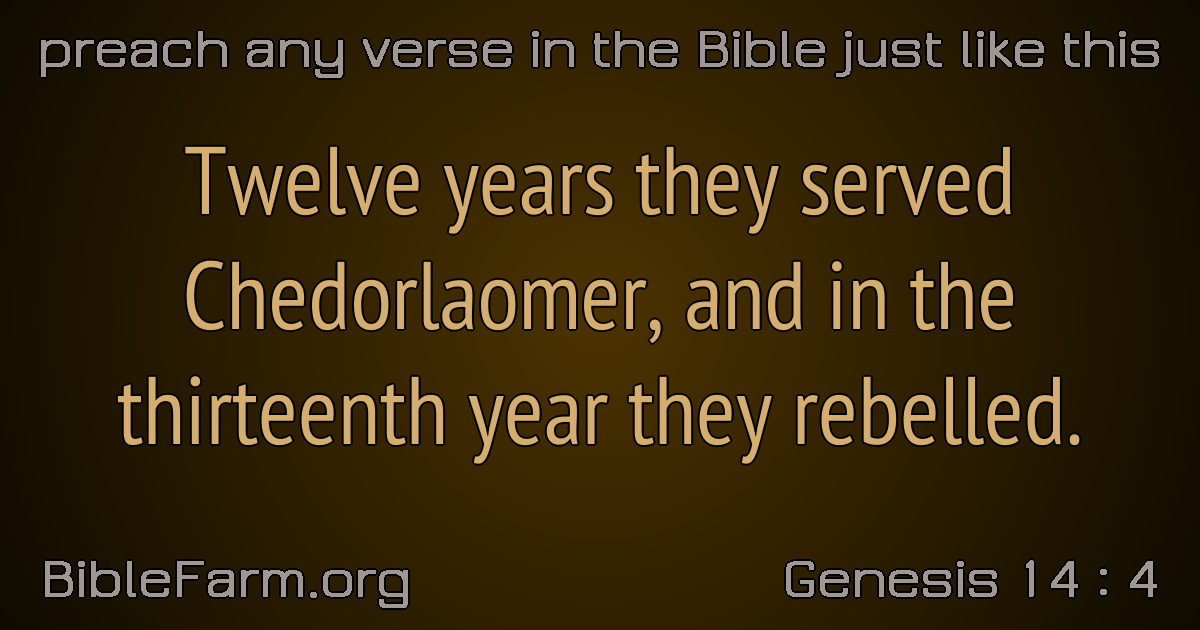 preach any verse in the Bible just like this
Twelve years they served
Chedorlaomer, and in the
thirteenth year they rebelled.
BibleFarm.org
Genesis 14 : 4